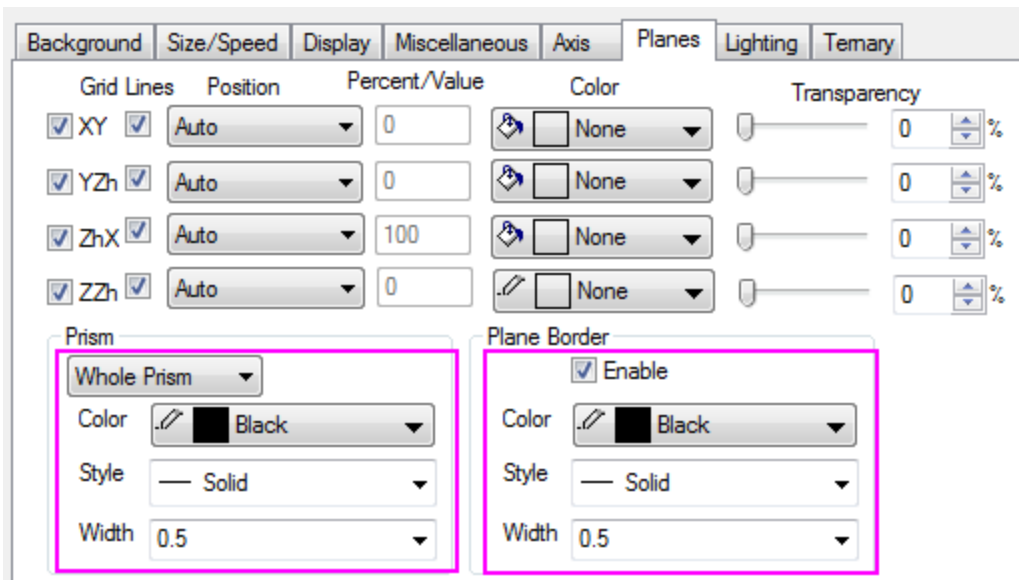 Background Size/Speed Display Miscellaneous Axis Planes Lighting Ternary
Grid Lines Position Percent/Value Color Transparency
XY Auto 0 None 0 %
YZh Auto 0 None 0 %
ZhX Auto 100 None 0 %
ZZh Auto 0 None 0 %
Prism Plane Border
Whole Prism Enable
Color Black Color Black
Style Solid Style Solid
Width 0.5 Width 0.5